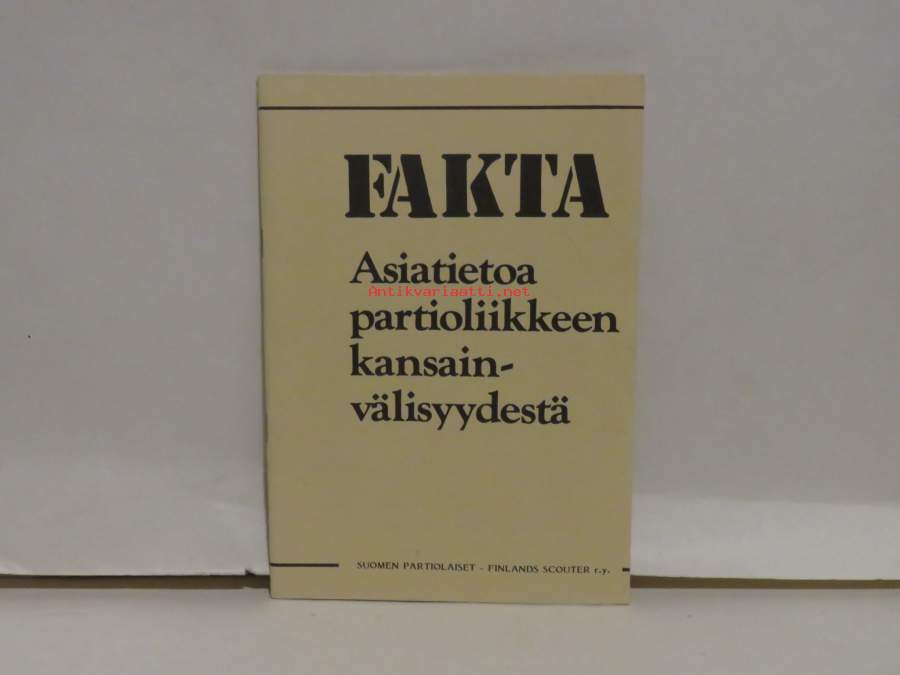 FAKTA
Asiatietoa
Antikvariaatti.net
partioliikkeen
kansain-
välisyydestä
SUOMEN PARTIOLAISET - FINLANDS SCOUTER r.y.